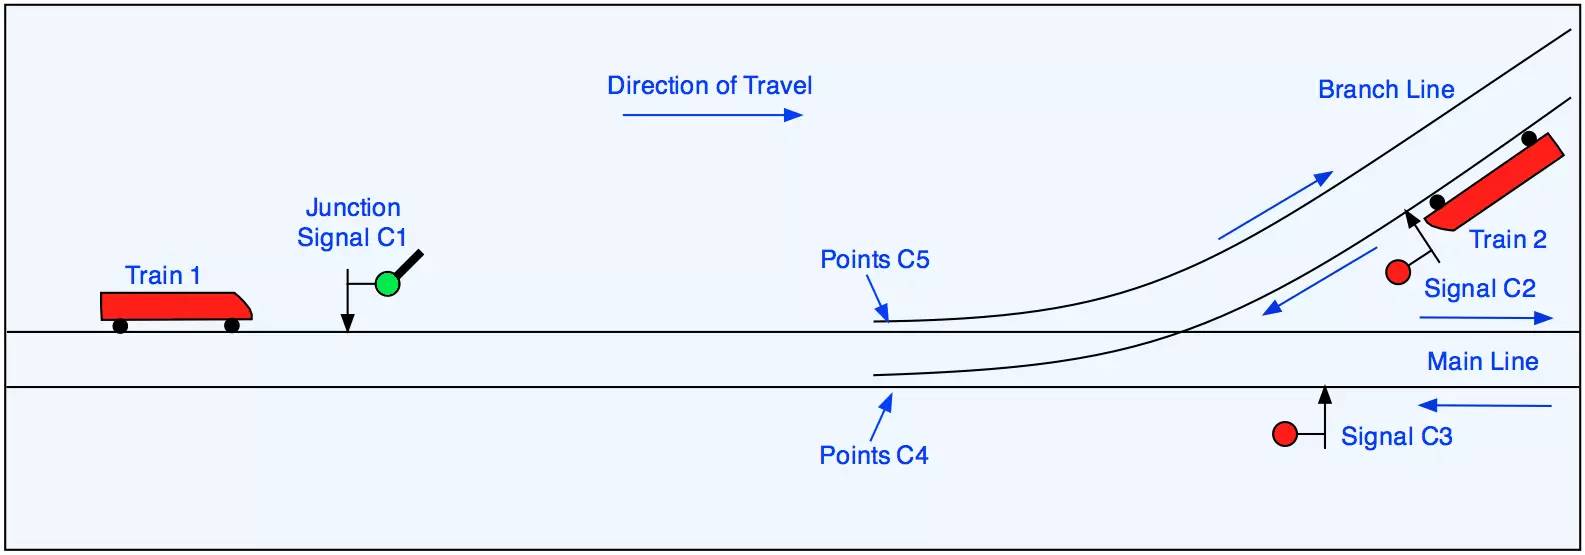 Direction of Travel
Branch Line
Junction
Signal C1
Train 1
Points C5
Train 2
Signal C2
Main Line
Points C4
Signal C3